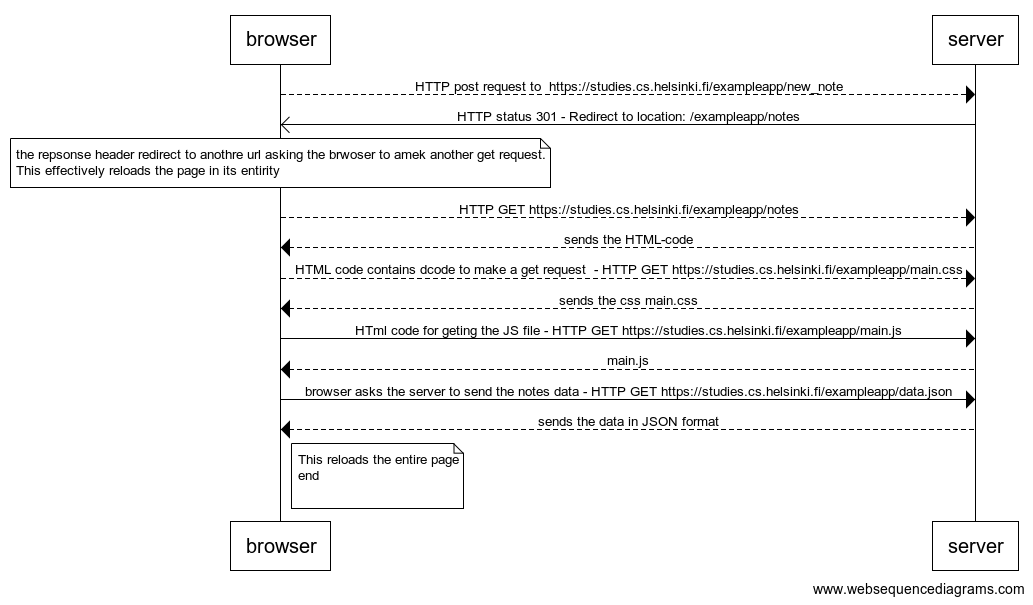 browser
server
HTTP post request to  https://studies.cs.helsinki.fi/exampleapp/new_note
HTTP status 301 - Redirect to location: /exampleapp/notes
the repsonse header redirect to anothre url asking the brwoser to amek another get request.
This effectively reloads the page in its entirity
HTTP GET https://studies.cs.helsinki.fi/exampleapp/notes
sends the HTML-code
HTML code contains dcode to make a get request  - HTTP GET https://studies.cs.helsinki.fi/exampleapp/main.css
sends the css main.css
HTml code for geting the JS file - HTTP GET https://studies.cs.helsinki.fi/exampleapp/main.js
main.js
browser asks the server to send the notes data - HTTP GET https://studies.cs.helsinki.fi/exampleapp/data.json
sends the data in JSON format
This reloads the entire page
end
browser
server
www.websequencediagrams.com